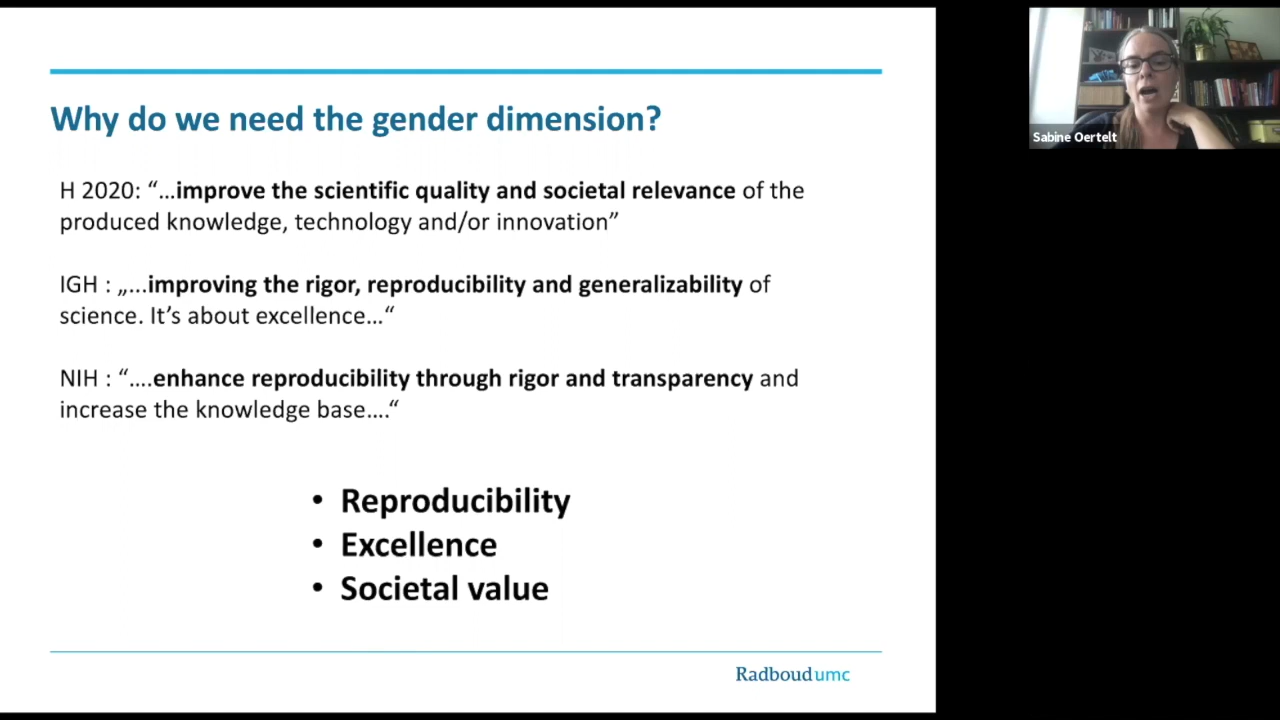 Why do we need the gender dimension?
H 2020: “…improve the scientific quality and societal relevance of the
produced knowledge, technology and/or innovation”
IGH : „...improving the rigor, reproducibility and generalizability of
science. It’s about excellence…“
NIH : “….enhance reproducibility through rigor and transparency and
increase the knowledge base….“
• Reproducibility
• Excellence
• Societal value
Radboudumc
Sabine Oertelt